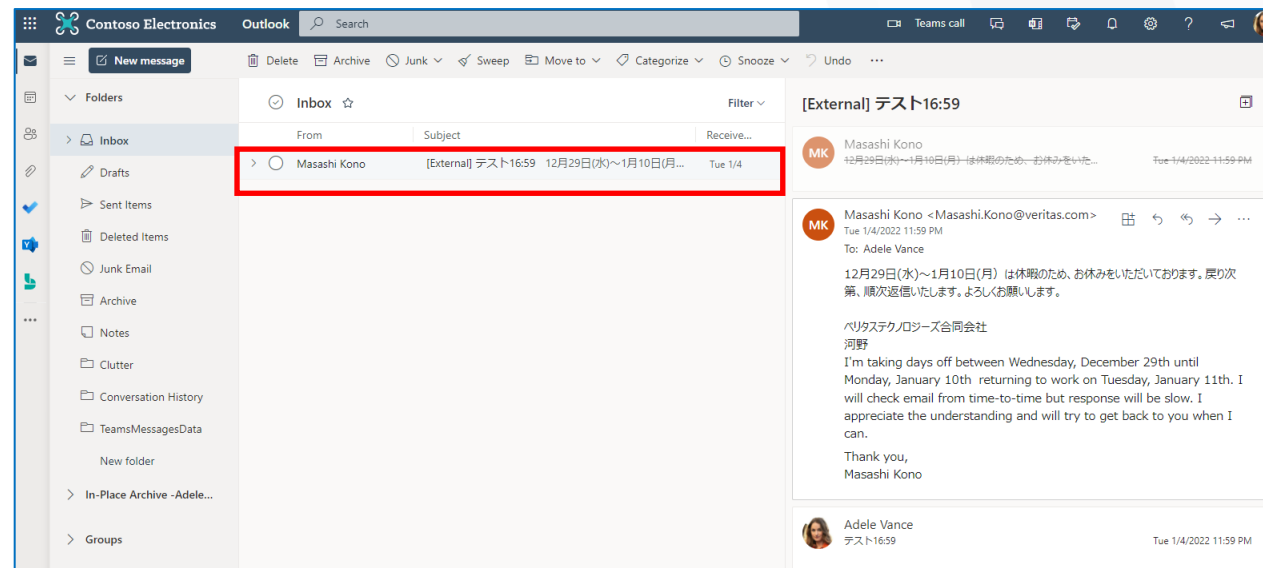 Contoso Electronics Outlook Search Teams call
New message Delete Archive Junk Sweep Move to Categorize Snooze Undo ...
Folders
Inbox
Drafts
Sent Items
Deleted Items
Junk Email
Archive
Notes
Clutter
Conversation History
TeamsMessagesData
New folder
In-Place Archive -Adele...
Groups
Inbox Filter
From Subject Receive...
Masashi Kono [External] テスト16:59 12月29日(水)～1月10日(月... Tue 1/4
[External] テスト16:59
MK
Masashi Kono
12月29日(水)～1月10日(月) は休暇のため、お休みをいた... Tue 1/4/2022 11:59 PM
MK
Masashi Kono <Masashi.Kono@veritas.com>
Tue 1/4/2022 11:59 PM
To: Adele Vance
12月29日(水)～1月10日(月) は休暇のため、お休みをいただいております。戻り次
第、順次返信いたします。よろしくお願いします。
ベリタステクノロジーズ合同会社
河野
I'm taking days off between Wednesday, December 29th until
Monday, January 10th returning to work on Tuesday, January 11th. I
will check email from time-to-time but response will be slow. I
appreciate the understanding and will try to get back to you when I
can.
Thank you,
Masashi Kono
Adele Vance
テスト16:59 Tue 1/4/2022 11:59 PM